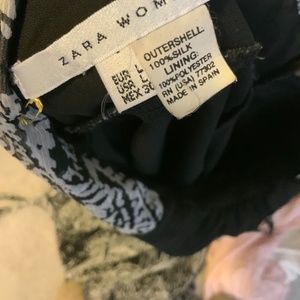 ZARA WOM
EUR L
USA L
MEX 30
OUTERSHELL
100%SILK
LINING:
100%POLYESTER
RN (USA) 77302
MADE IN SPAIN